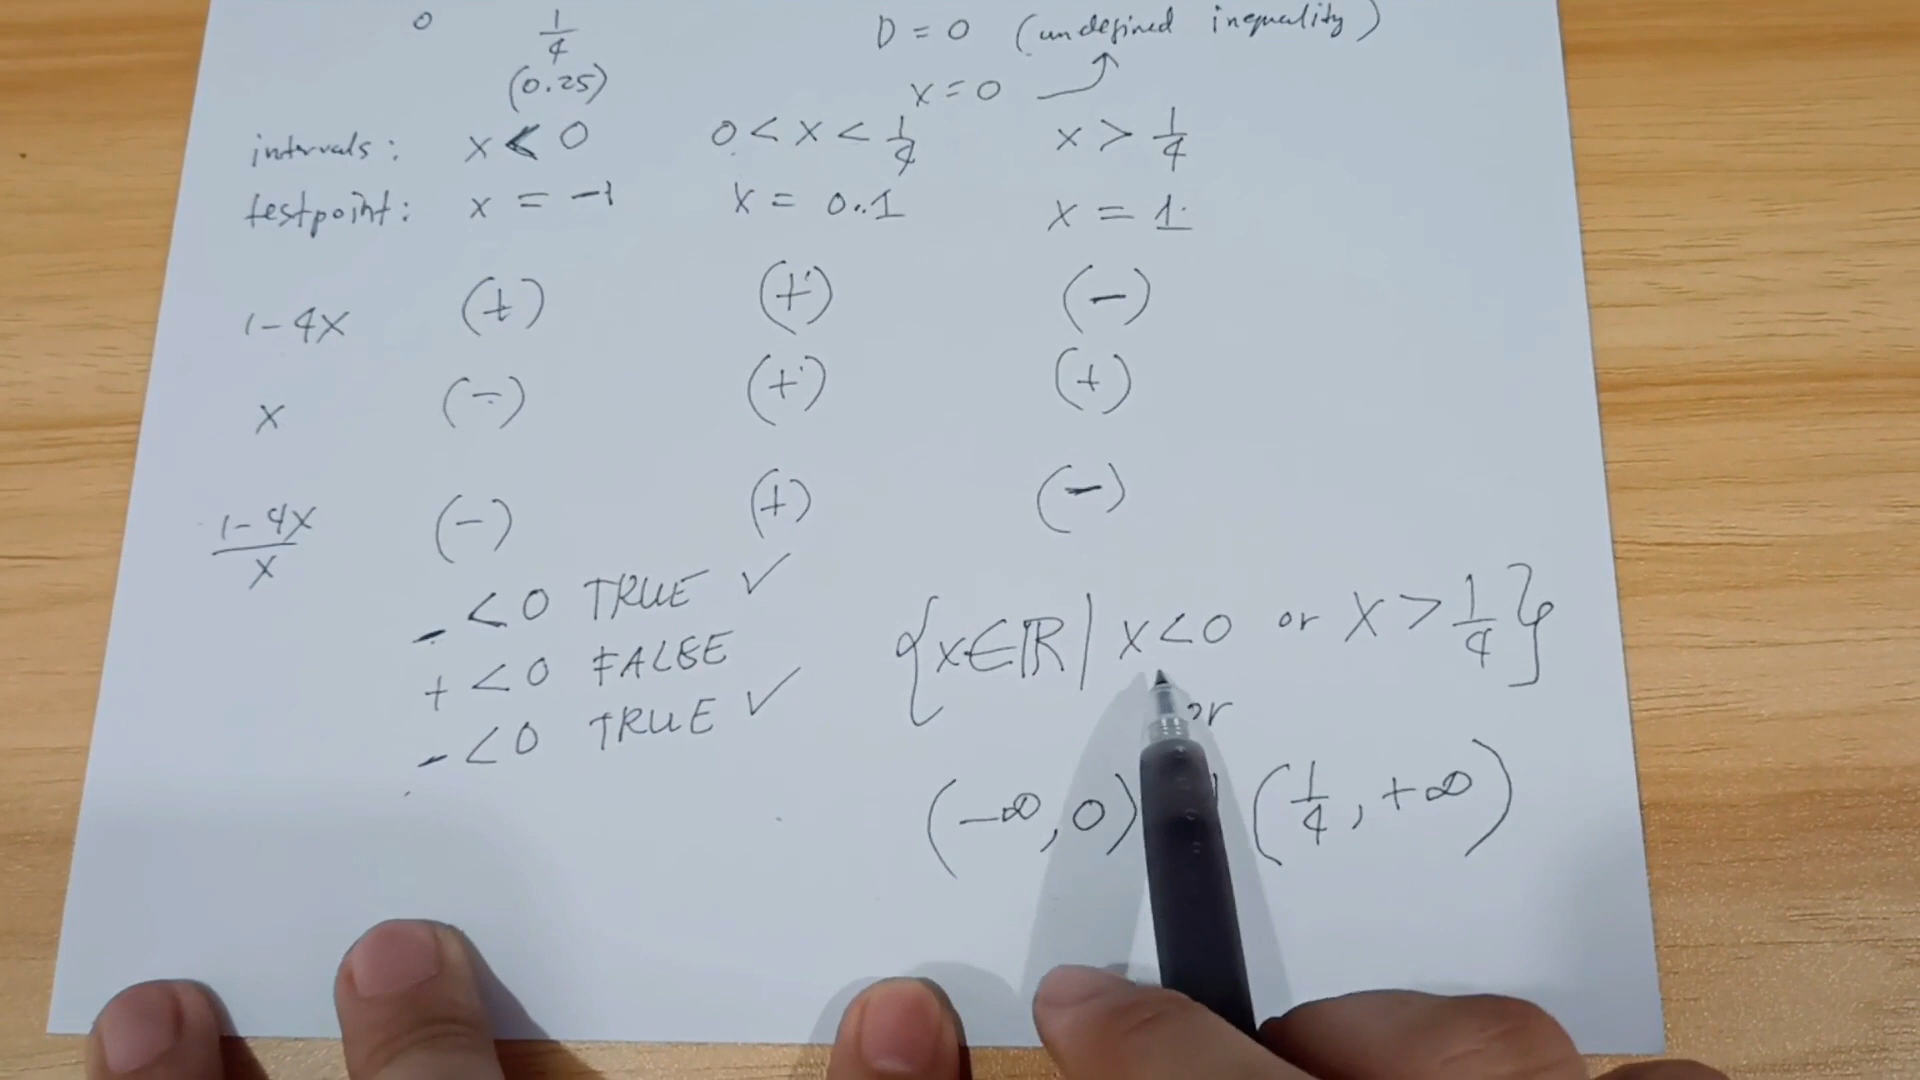 0 1/4 D = 0 (undefined inequality)
(0.25) x = 0
intervals: x < 0 0 < x < 1/4 x > 1/4
testpoint: x = -1 x = 0.1 x = 1
1-4x (+) (+) (-)
x (-) (+) (+)
1-4x/x (-) (+) (-)
- < 0 TRUE ✓
+ < 0 FALSE
- < 0 TRUE ✓
{x∈ℝ | x<0 or x > 1/4}
or
(-∞, 0) (1/4, +∞)